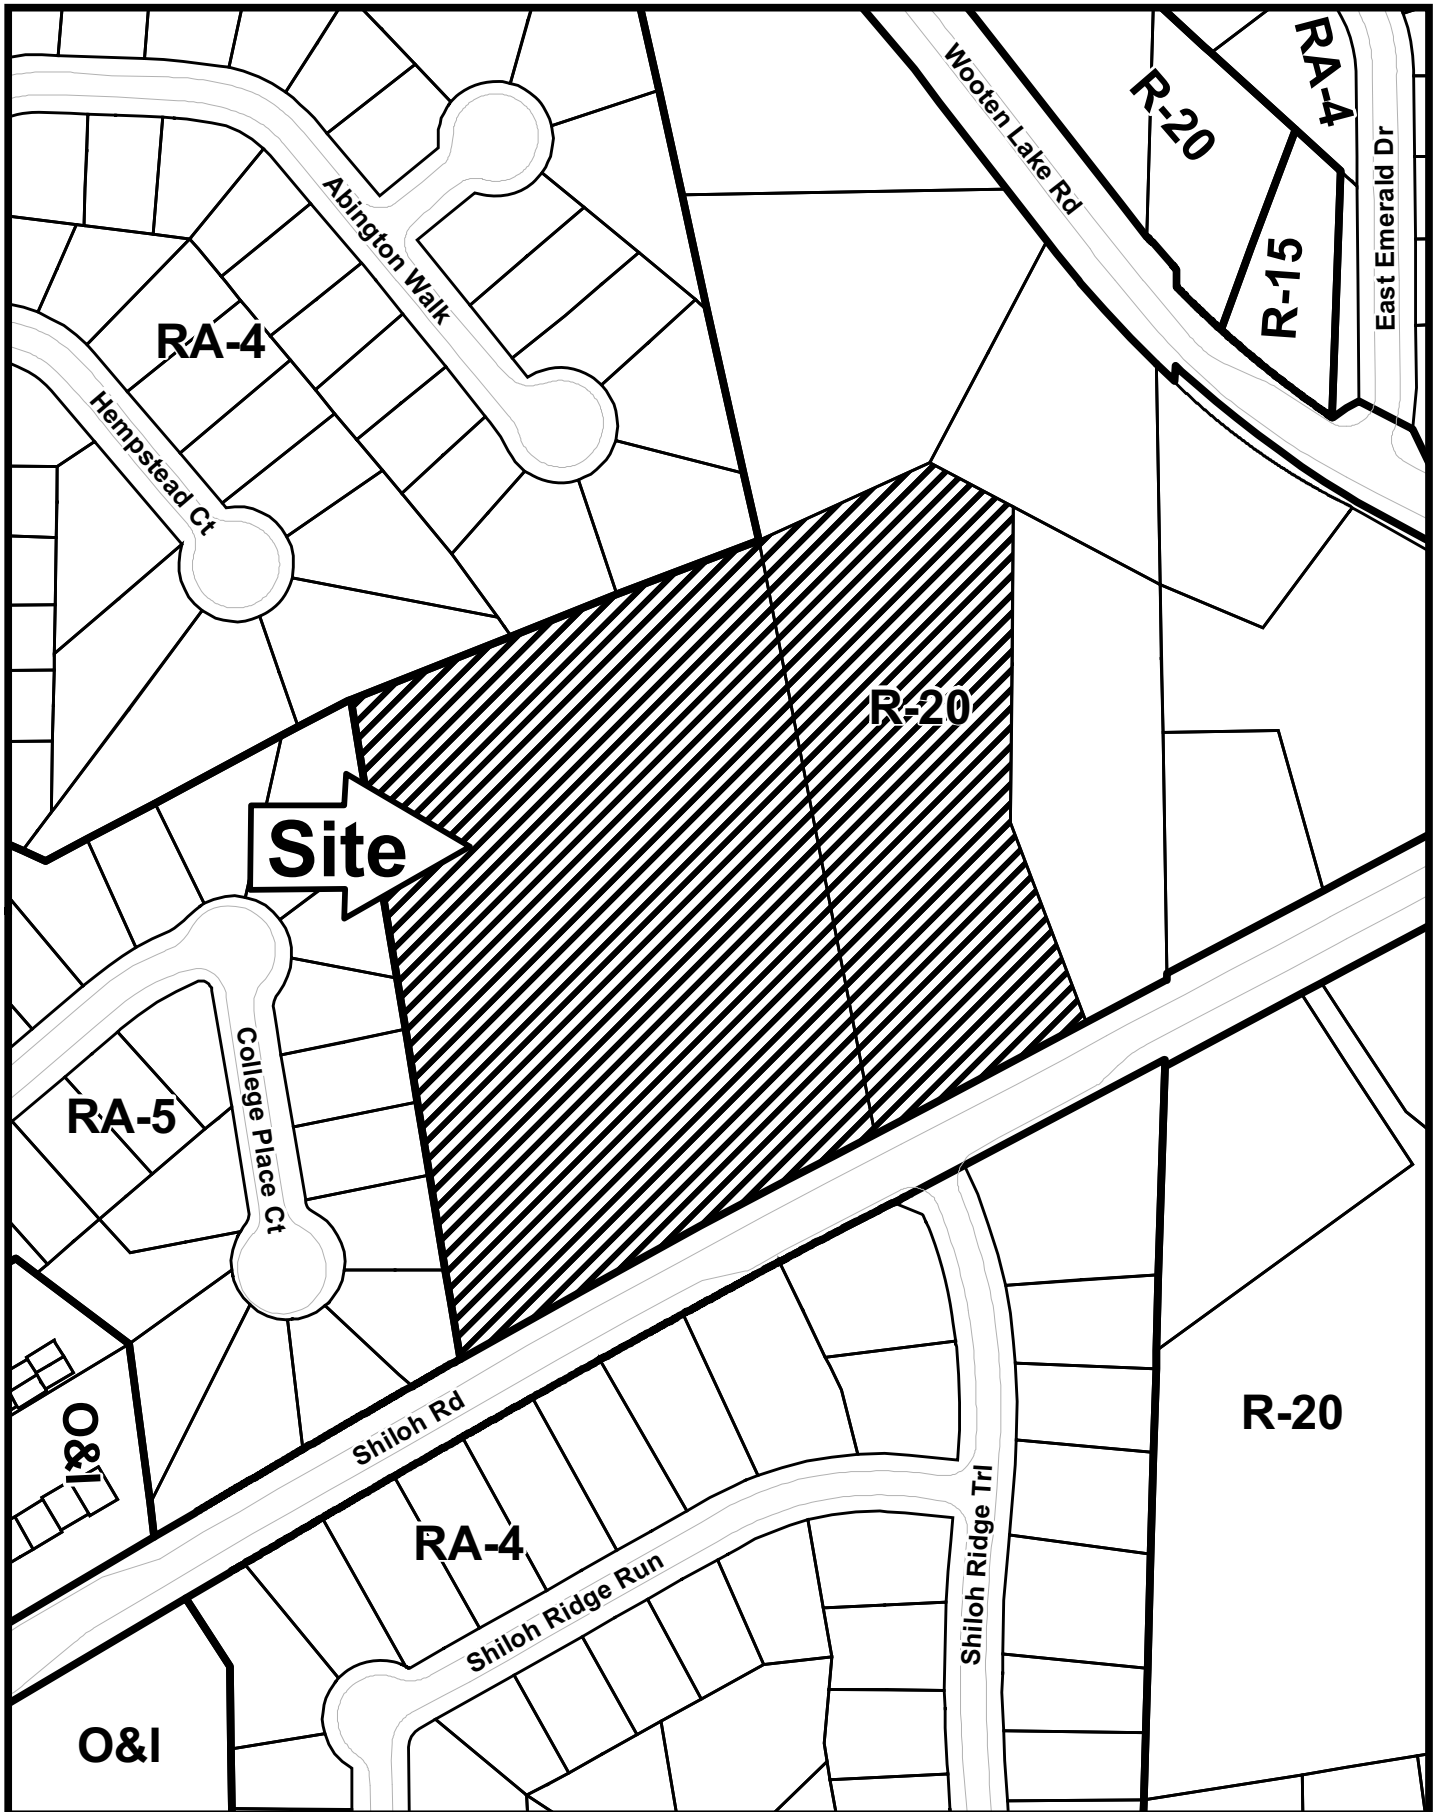 RA-4
Wooten Lake Rd
R-20
East Emerald Dr
Abington Walk
R-15
RA-4
Hempstead Ct
R-20
Site
College Place Ct
RA-5
R-20
O&I
Shiloh Rd
RA-4
Shiloh Ridge Trl
Shiloh Ridge Run
O&I